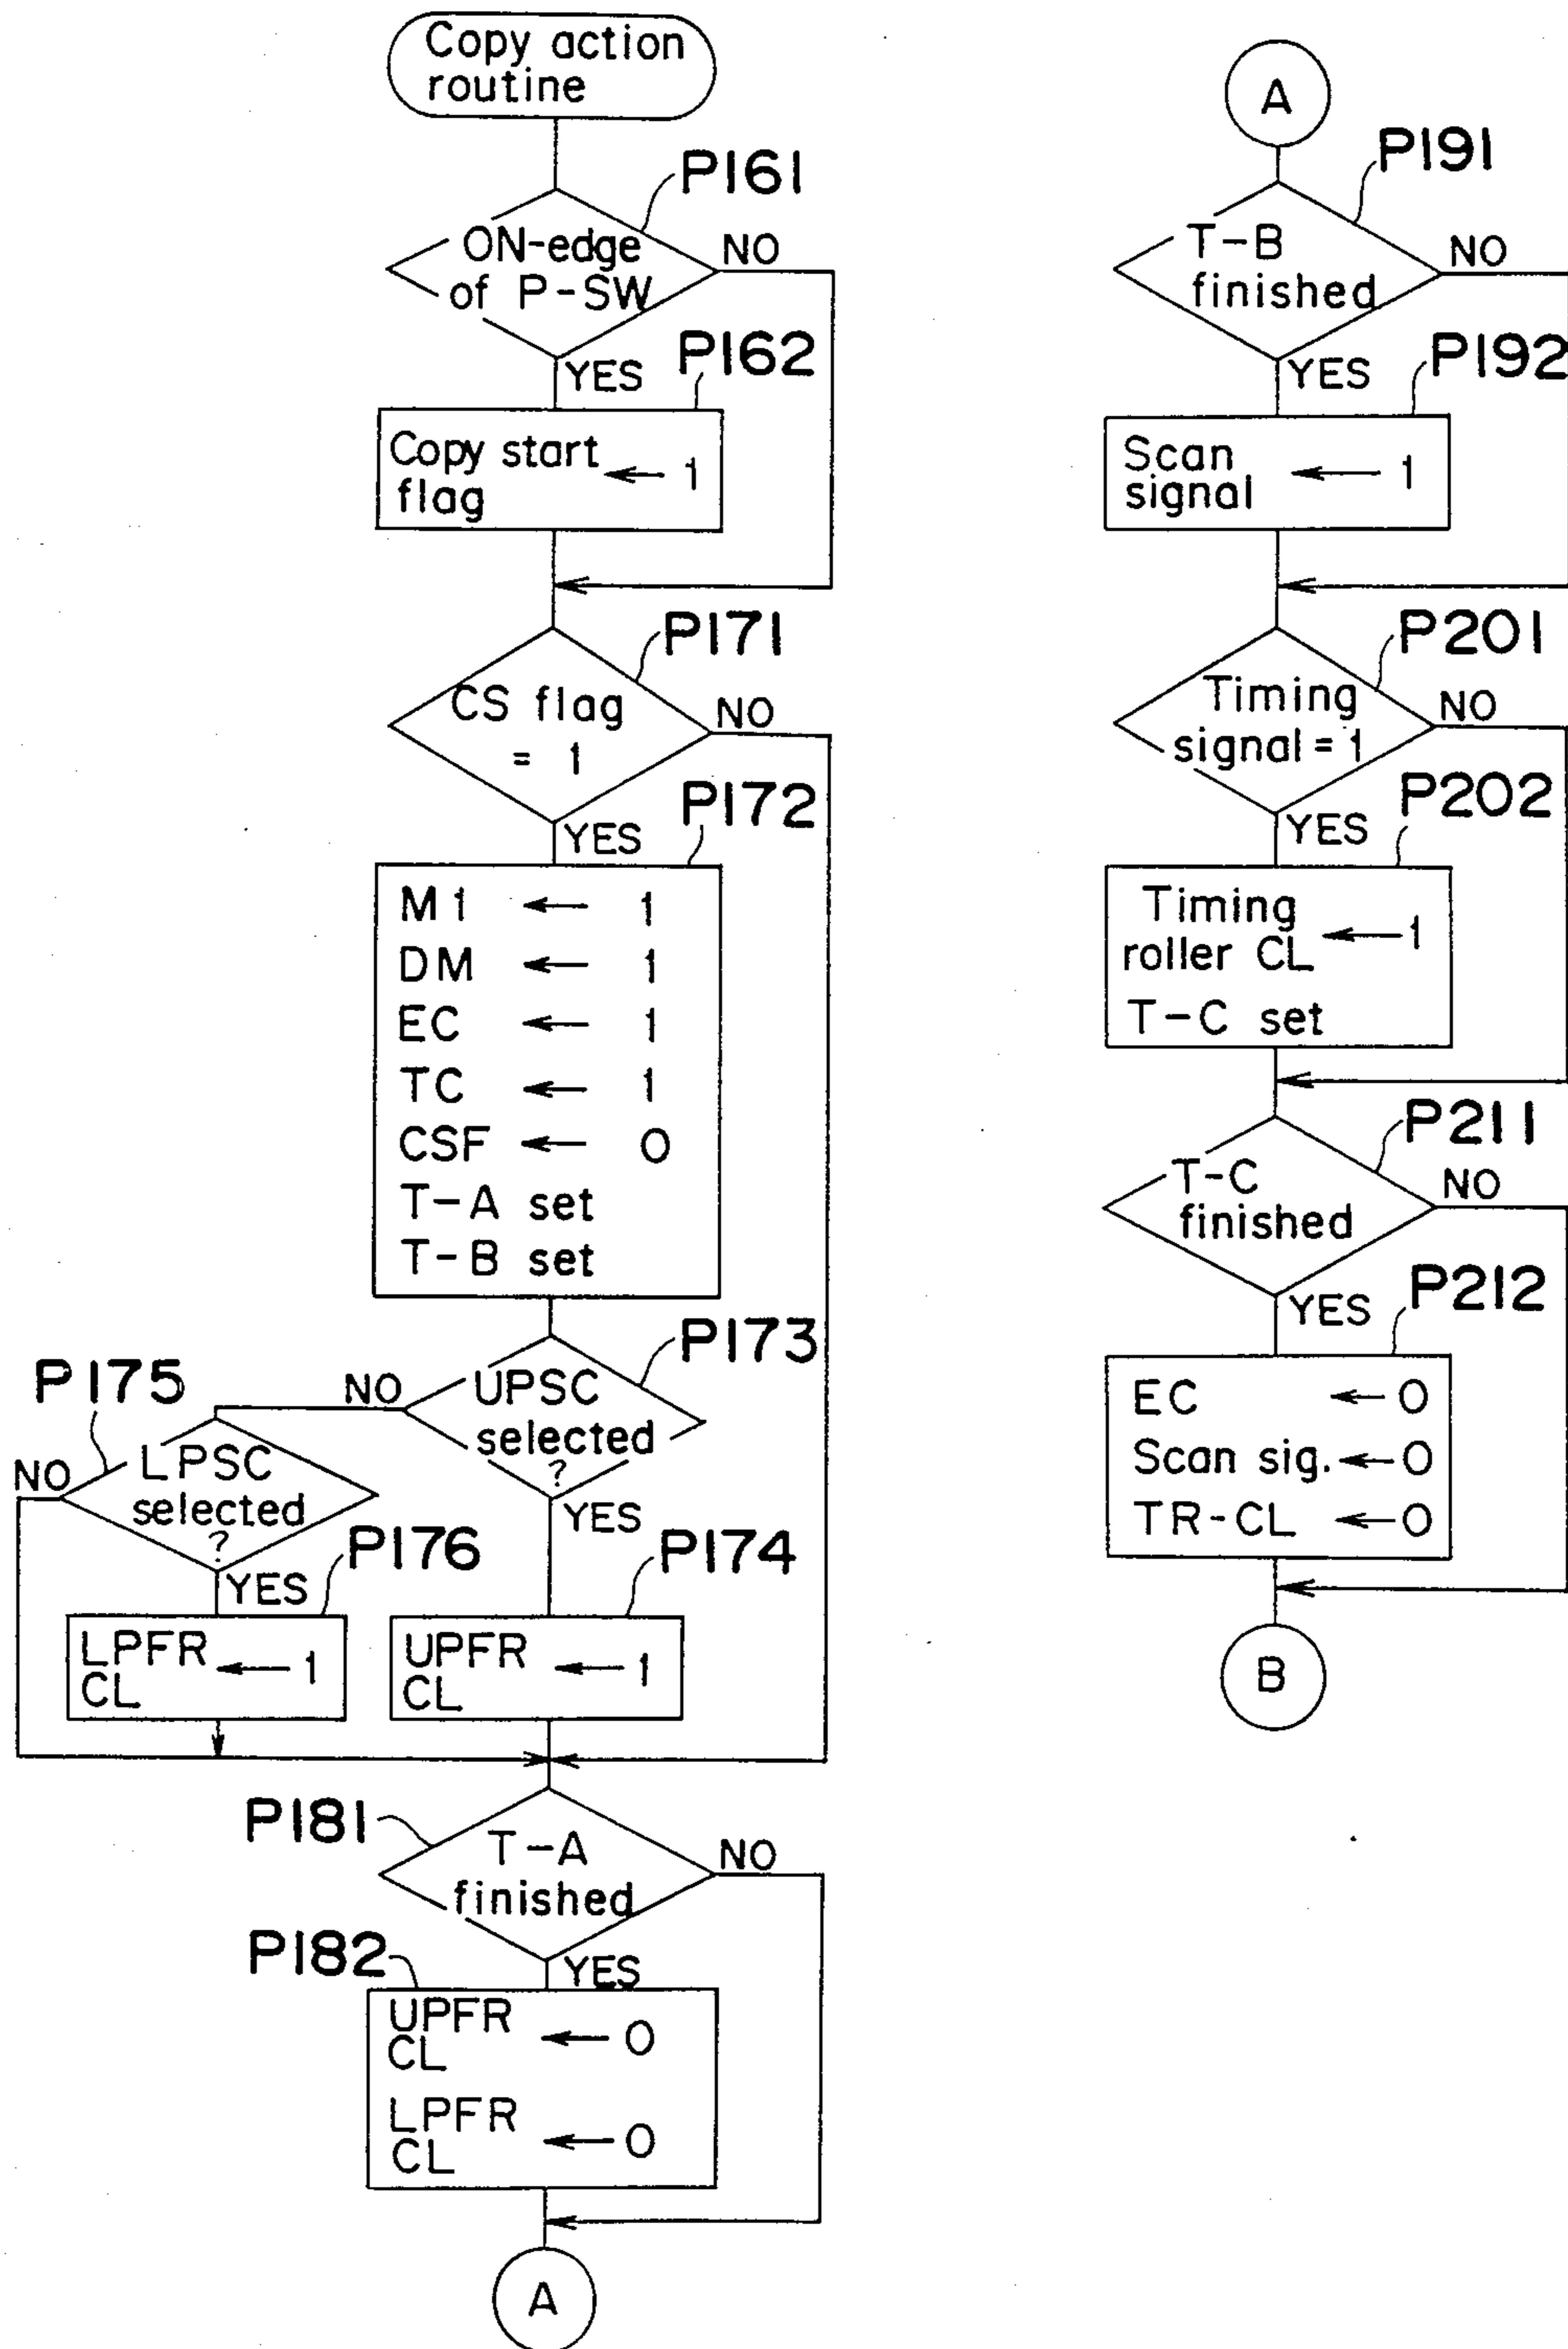 Copy action
routine
P161
ON-edge
of P-SW
NO
YES
P162
Copy start
flag ← 1
P171
CS flag
= 1
NO
YES
P172
M1 ← 1
DM ← 1
EC ← 1
TC ← 1
CSF ← 0
T-A set
T-B set
P173
UPSC
selected
?
NO
YES
P175
LPSC
selected
?
NO
YES
P176
LPFR
CL ← 1
P174
UPFR
CL ← 1
P181
T-A
finished
NO
YES
P182
UPFR
CL ← 0
LPFR
CL ← 0
A
A
P191
T-B
finished
NO
YES
P192
Scan
signal ← 1
P201
Timing
signal = 1
NO
YES
P202
Timing
roller CL ← 1
T-C set
P211
T-C
finished
NO
YES
P212
EC ← 0
Scan sig. ← 0
TR-CL ← 0
B